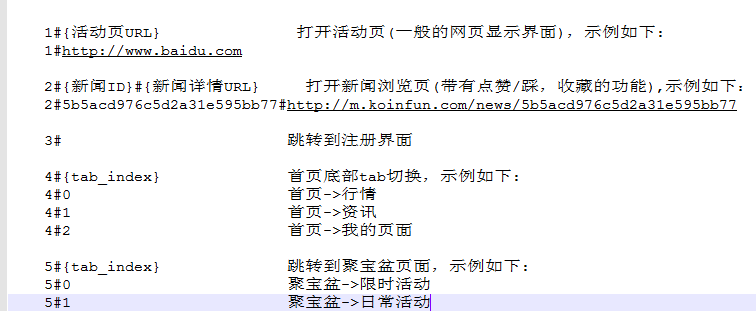 1#{活动页URL} 打开活动页(一般的网页显示界面)，示例如下：
1#http://www.baidu.com
2#{新闻ID}#{新闻详情URL} 打开新闻浏览页(带有点赞/踩，收藏的功能),示例如下：
2#5b5acd976c5d2a31e595bb77#http://m.koinfun.com/news/5b5acd976c5d2a31e595bb77
3# 跳转到注册界面
4#{tab_index} 首页底部tab切换，示例如下：
4#0 首页->行情
4#1 首页->资讯
4#2 首页->我的页面
5#{tab_index} 跳转到聚宝盆页面，示例如下：
5#0 聚宝盆->限时活动
5#1 聚宝盆->日常活动